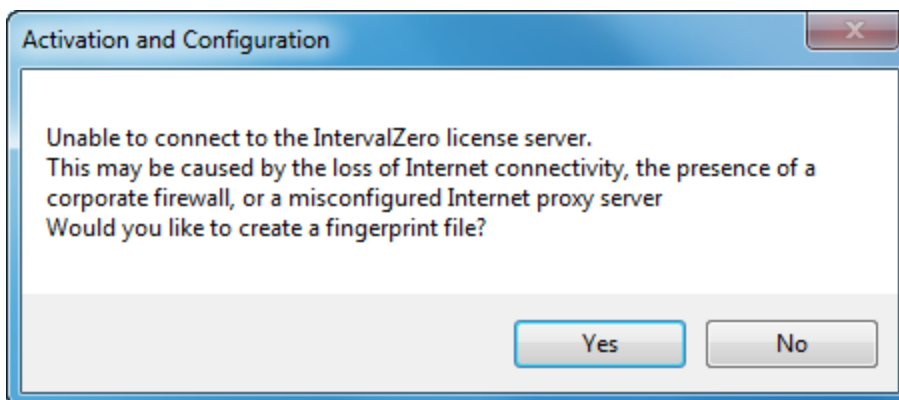 Activation and Configuration
Unable to connect to the IntervalZero license server.
This may be caused by the loss of Internet connectivity, the presence of a
corporate firewall, or a misconfigured Internet proxy server
Would you like to create a fingerprint file?
Yes No